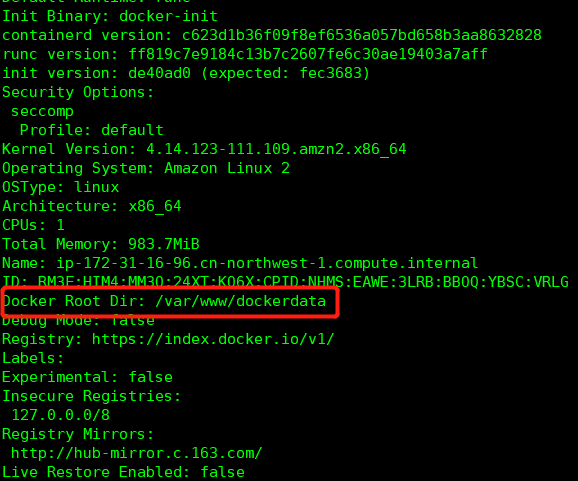 Default Runtime: runc
Init Binary: docker-init
containerd version: c623d1b36f09f8ef6536a057bd658b3aa8632828
runc version: ff819c7e9184c13b7c2607fe6c30ae19403a7aff
init version: de40ad0 (expected: fec3683)
Security Options:
seccomp
Profile: default
Kernel Version: 4.14.123-111.109.amzn2.x86_64
Operating System: Amazon Linux 2
OSType: linux
Architecture: x86_64
CPUs: 1
Total Memory: 983.7MiB
Name: ip-172-31-16-96.cn-northwest-1.compute.internal
ID: RM3E:HIM4:MM3O:24XT:KO6X:CPID:NHMS:EAWE:3LRB:BBOQ:YBSC:VRLG
Docker Root Dir: /var/www/dockerdata
Debug Mode: false
Registry: https://index.docker.io/v1/
Labels:
Experimental: false
Insecure Registries:
127.0.0.0/8
Registry Mirrors:
http://hub-mirror.c.163.com/
Live Restore Enabled: false